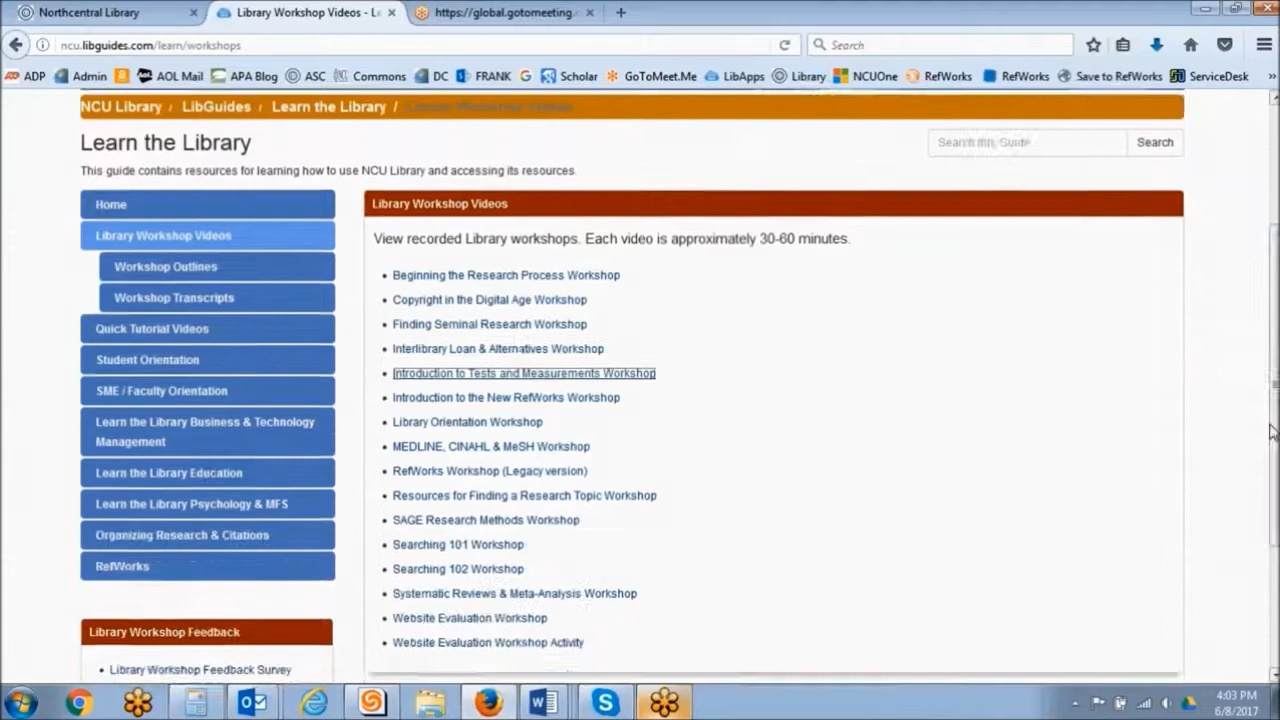 Northcentral Library
Library Workshop Videos - Le
https://global.gotomeeting.
ncu.libguides.com/learn/workshops
Search
ADP Admin AOL Mail APA Blog ASC Commons DC FRANK Scholar GoToMeet.Me LibApps Library NCUOne RefWorks RefWorks Save to RefWorks ServiceDesk
NCU Library / LibGuides / Learn the Library / Library Workshop Videos
Learn the Library
Search this Guide
Search
This guide contains resources for learning how to use NCU Library and accessing its resources.
Home
Library Workshop Videos
Workshop Outlines
Workshop Transcripts
Quick Tutorial Videos
Student Orientation
SME / Faculty Orientation
Learn the Library Business & Technology
Management
Learn the Library Education
Learn the Library Psychology & MFS
Organizing Research & Citations
RefWorks
Library Workshop Feedback
• Library Workshop Feedback Survey
Library Workshop Videos
View recorded Library workshops. Each video is approximately 30-60 minutes.
• Beginning the Research Process Workshop
• Copyright in the Digital Age Workshop
• Finding Seminal Research Workshop
• Interlibrary Loan & Alternatives Workshop
• Introduction to Tests and Measurements Workshop
• Introduction to the New RefWorks Workshop
• Library Orientation Workshop
• MEDLINE, CINAHL & MeSH Workshop
• RefWorks Workshop (Legacy version)
• Resources for Finding a Research Topic Workshop
• SAGE Research Methods Workshop
• Searching 101 Workshop
• Searching 102 Workshop
• Systematic Reviews & Meta-Analysis Workshop
• Website Evaluation Workshop
• Website Evaluation Workshop Activity
4:03 PM
6/8/2017